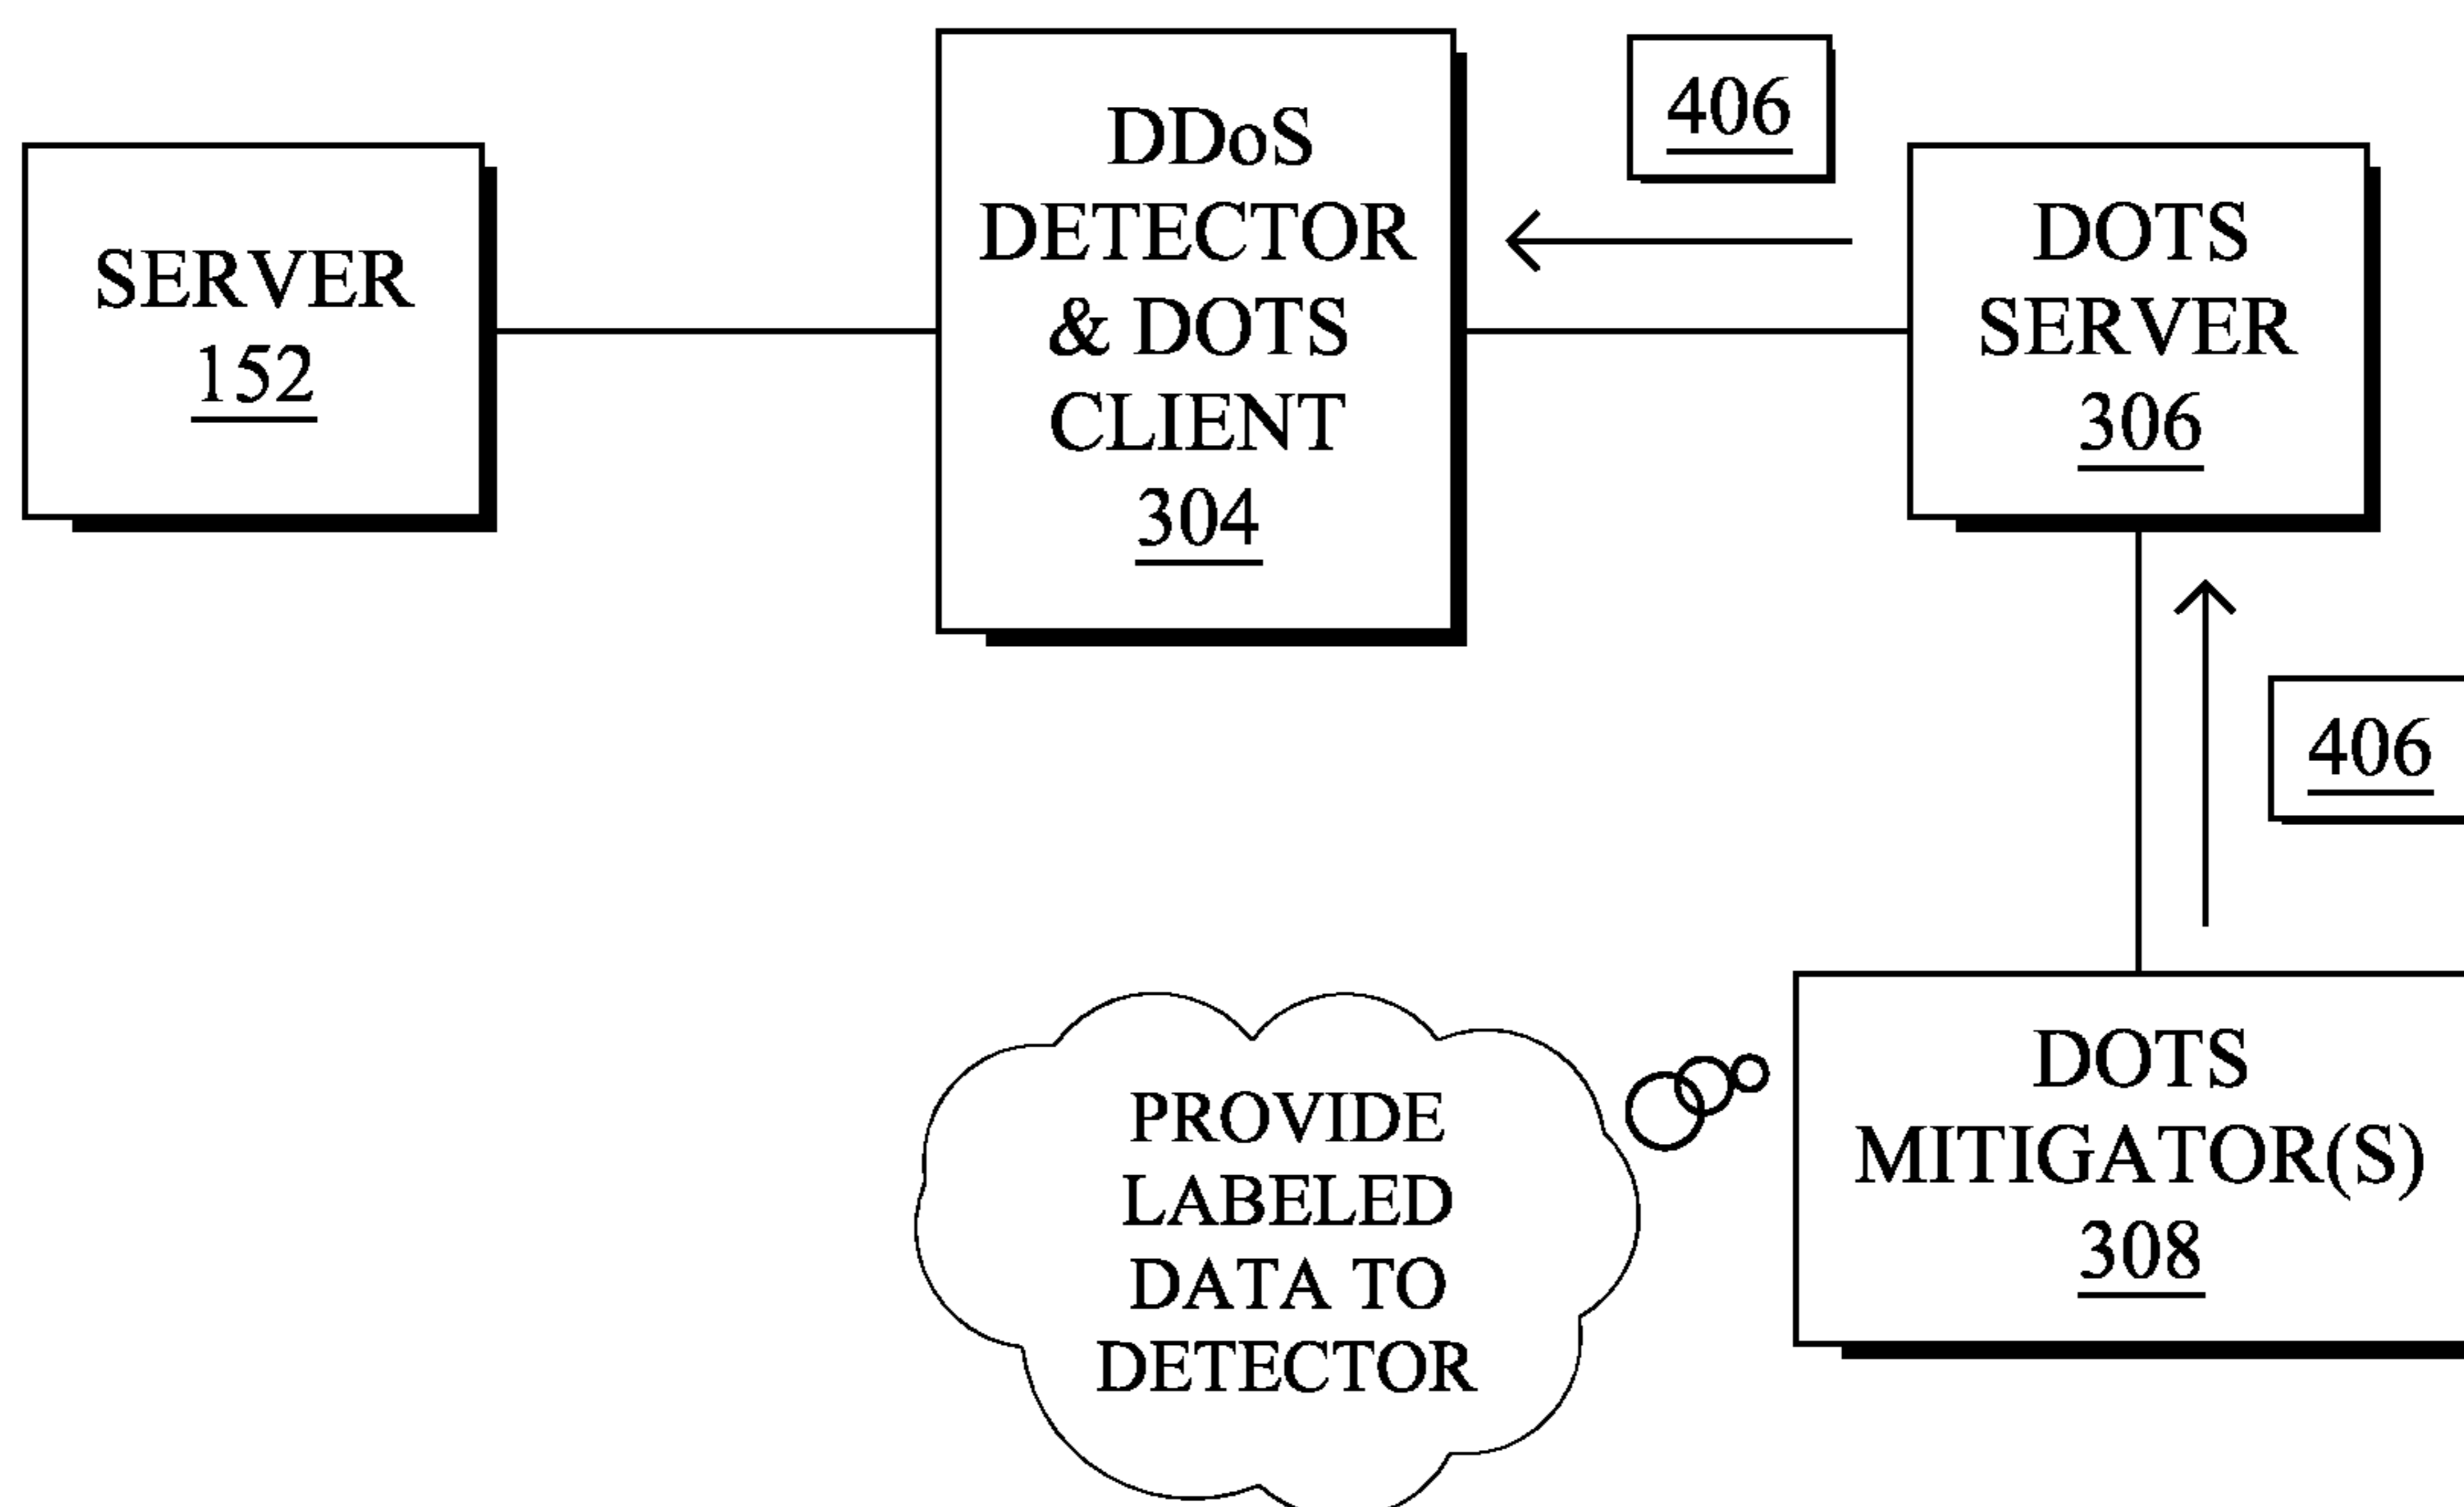 SERVER
152
DDoS
DETECTOR
& DOTS
CLIENT
304
406
DOTS
SERVER
306
406
DOTS
MITIGATOR(S)
308
PROVIDE
LABELED
DATA TO
DETECTOR